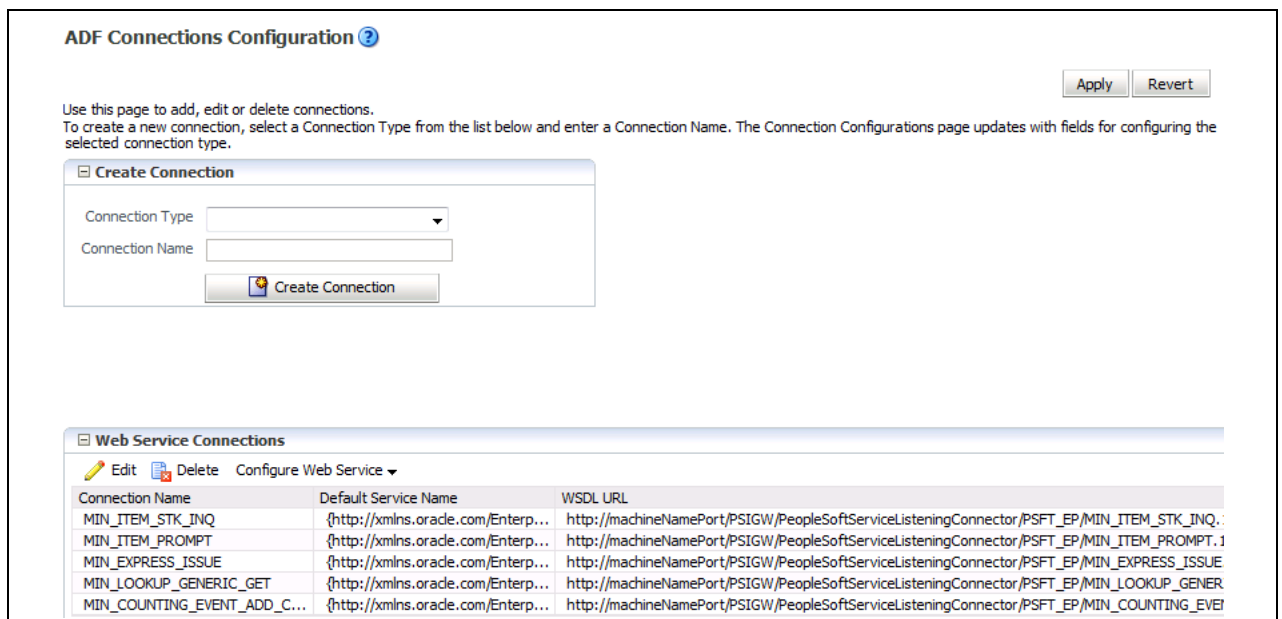 ADF Connections Configuration ?
Apply Revert
Use this page to add, edit or delete connections.
To create a new connection, select a Connection Type from the list below and enter a Connection Name. The Connection Configurations page updates with fields for configuring the
selected connection type.
Create Connection
Connection Type
Connection Name
Create Connection
Web Service Connections
Edit Delete Configure Web Service
Connection Name Default Service Name WSDL URL
MIN_ITEM_STK_INQ {http://xmlns.oracle.com/Enterp... http://machineNamePort/PSIGW/PeopleSoftServiceListeningConnector/PSFT_EP/MIN_ITEM_STK_INQ.1
MIN_ITEM_PROMPT {http://xmlns.oracle.com/Enterp... http://machineNamePort/PSIGW/PeopleSoftServiceListeningConnector/PSFT_EP/MIN_ITEM_PROMPT.1
MIN_EXPRESS_ISSUE {http://xmlns.oracle.com/Enterp... http://machineNamePort/PSIGW/PeopleSoftServiceListeningConnector/PSFT_EP/MIN_EXPRESS_ISSUE
MIN_LOOKUP_GENERIC_GET {http://xmlns.oracle.com/Enterp... http://machineNamePort/PSIGW/PeopleSoftServiceListeningConnector/PSFT_EP/MIN_LOOKUP_GENER
MIN_COUNTING_EVENT_ADD_C... {http://xmlns.oracle.com/Enterp... http://machineNamePort/PSIGW/PeopleSoftServiceListeningConnector/PSFT_EP/MIN_COUNTING_EVEN